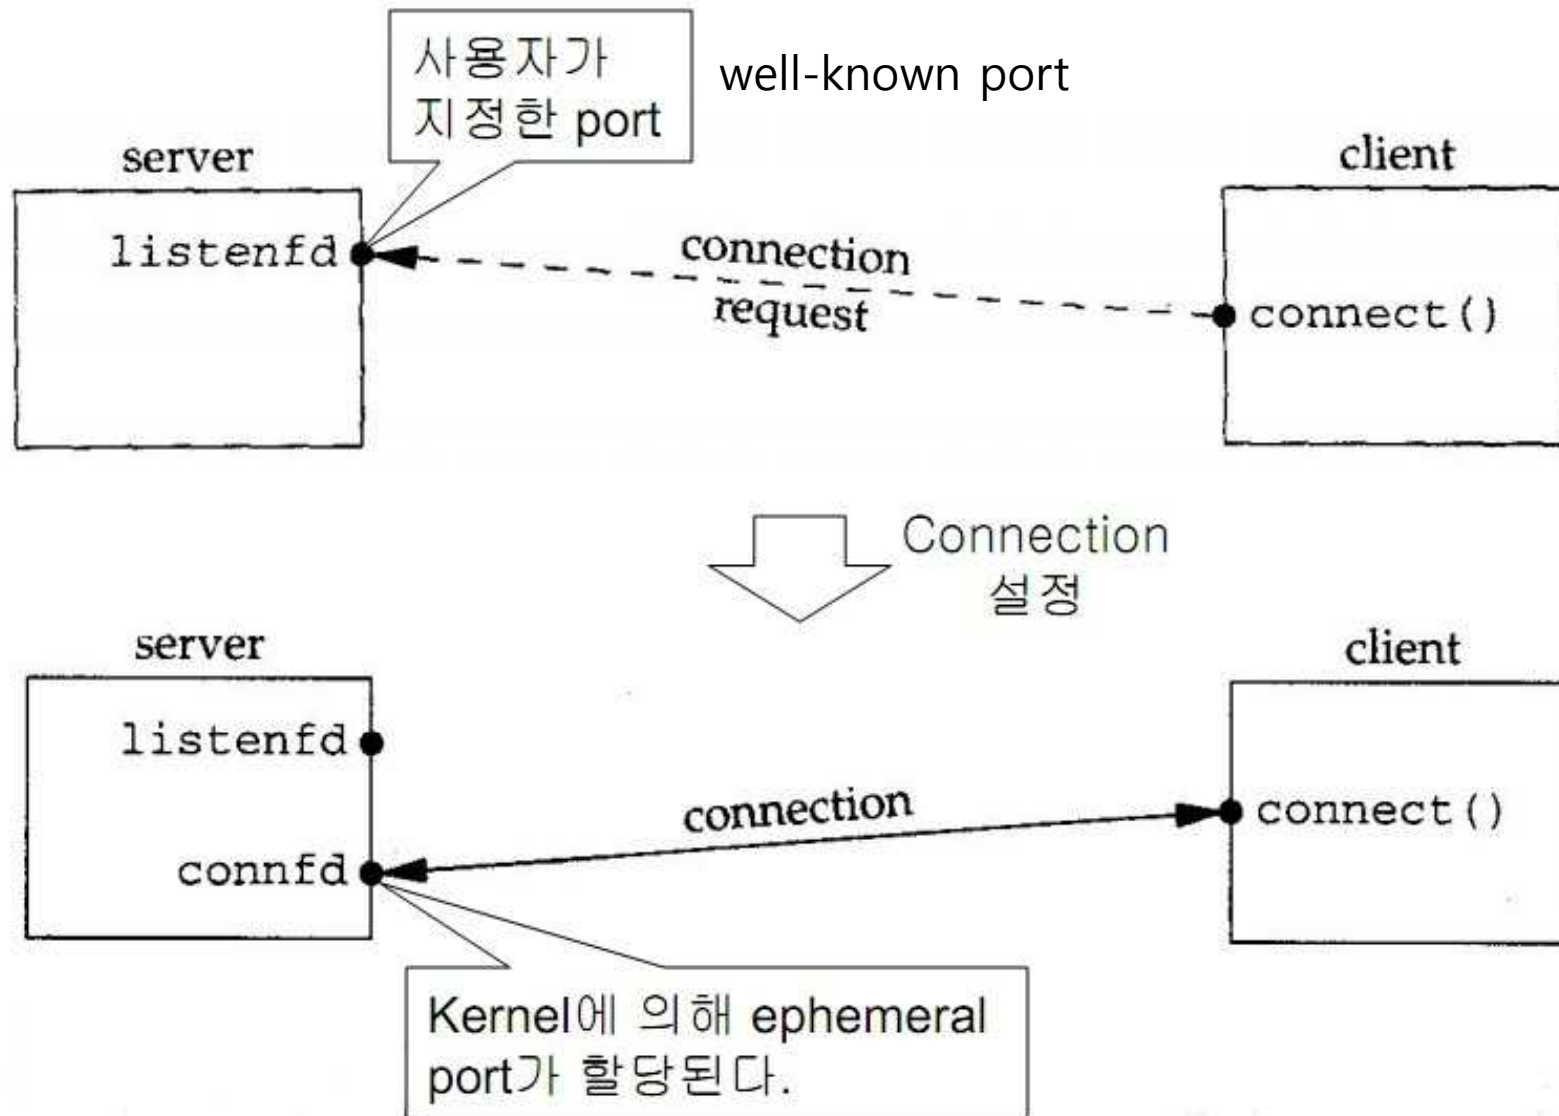 사용자가
지정한 port
well-known port
server
client
listenfd
connection
request
connect()
Connection
설정
server
client
listenfd
connection
connect()
connfd
Kernel에 의해 ephemeral
port가 할당된다.